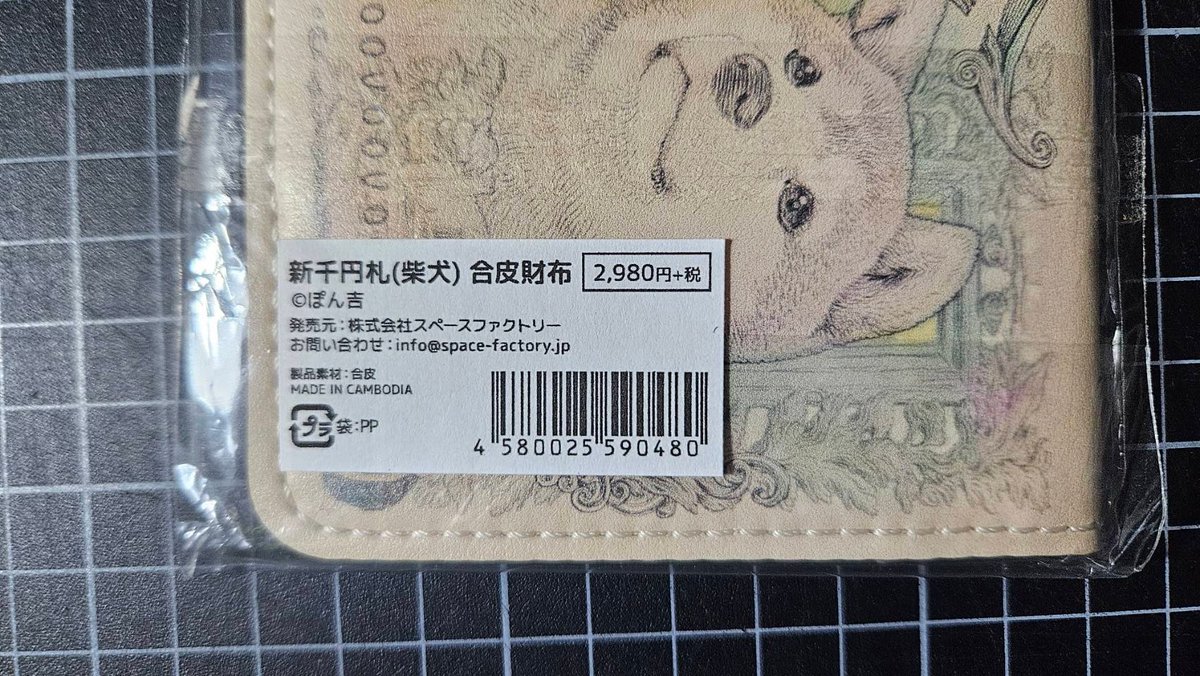 新千円札(柴犬) 合皮財布 2,980円+税
©ぽん吉
発売元：株式会社スペースファクトリー
お問い合わせ：info@space-factory.jp
製品素材：合皮
MADE IN CAMBODIA
プラ 袋：PP
4 580025 590480